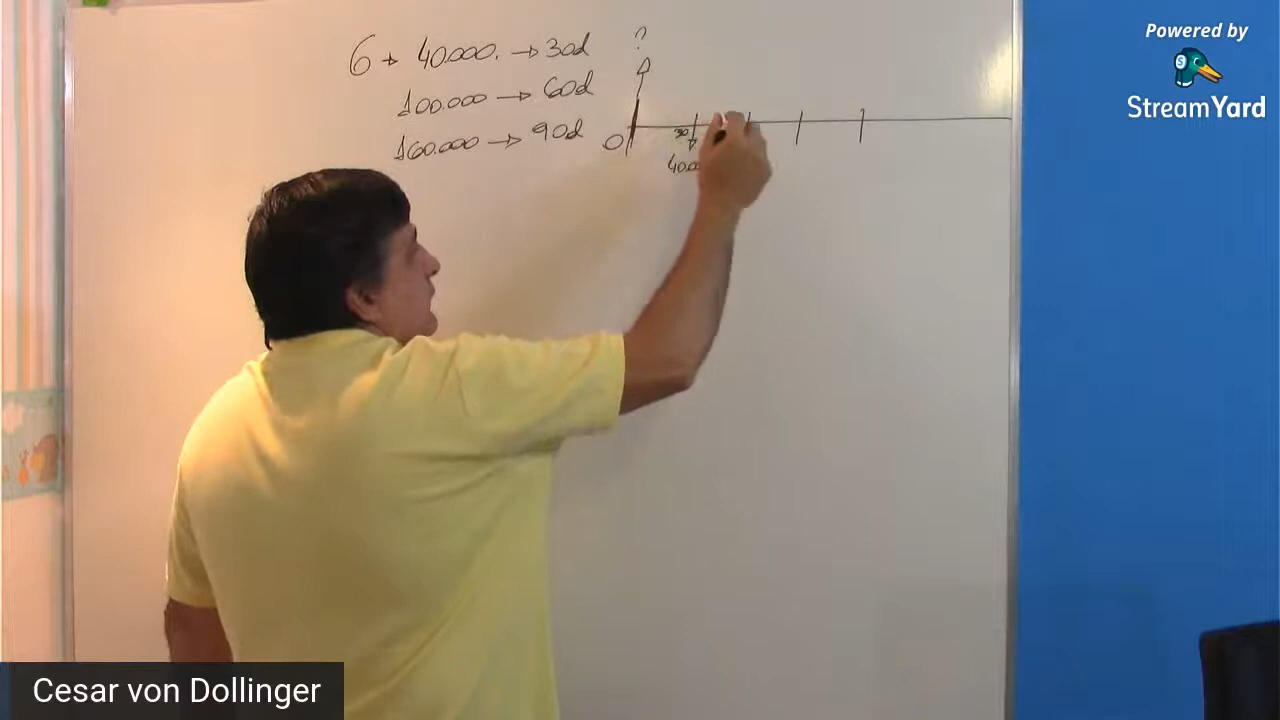 6 → 40.000. → 30d
100.000 → 60d
160.000 → 90d
?
0
30
40.00
Powered by
StreamYard
Cesar von Dollinger